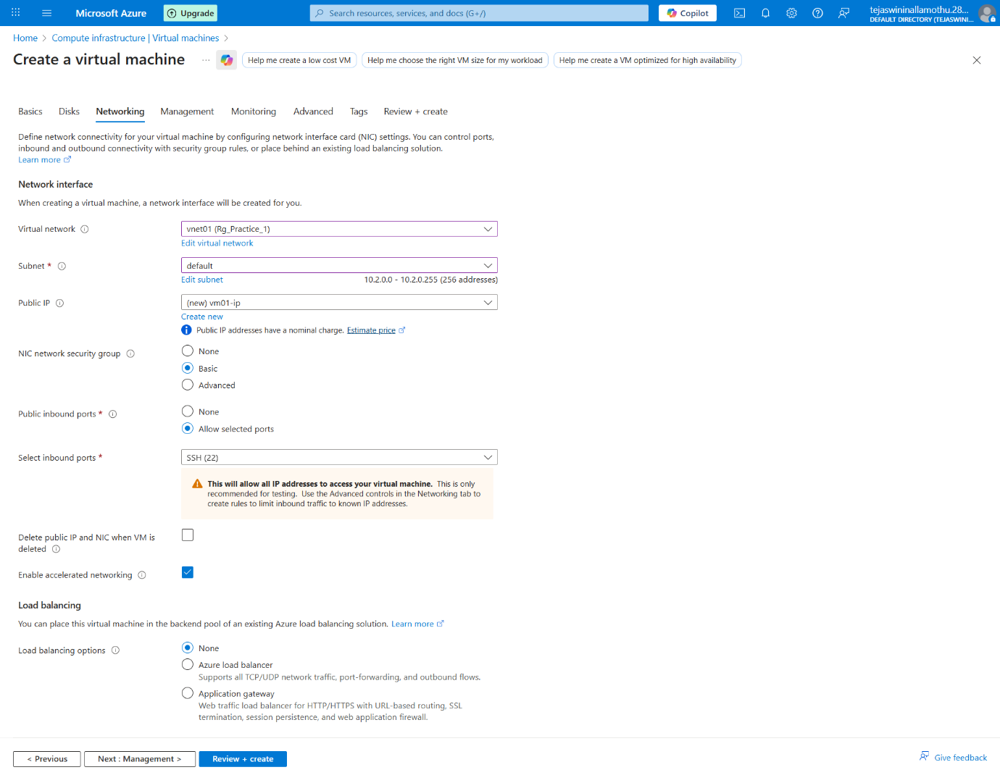 Microsoft Azure
Upgrade
Search resources, services, and docs (G+/)
Copilot
tejaswininallamothu.28...
DEFAULT DIRECTORY (TEJASWINI,...
Home > Compute infrastructure | Virtual machines >
Create a virtual machine
...
Help me create a low cost VM
Help me choose the right VM size for my workload
Help me create a VM optimized for high availability
Basics
Disks
Networking
Management
Monitoring
Advanced
Tags
Review + create
Define network connectivity for your virtual machine by configuring network interface card (NIC) settings. You can control ports,
inbound and outbound connectivity with security group rules, or place behind an existing load balancing solution.
Learn more
Network interface
When creating a virtual machine, a network interface will be created for you.
Virtual network
vnet01 (Rg_Practice_1)
Edit virtual network
Subnet *
default
Edit subnet
10.2.0.0 - 10.2.0.255 (256 addresses)
Public IP
(new) vm01-ip
Create new
Public IP addresses have a nominal charge. Estimate price
NIC network security group
None
Basic
Advanced
Public inbound ports *
None
Allow selected ports
Select inbound ports *
SSH (22)
This will allow all IP addresses to access your virtual machine. This is only
recommended for testing. Use the Advanced controls in the Networking tab to
create rules to limit inbound traffic to known IP addresses.
Delete public IP and NIC when VM is
deleted
Enable accelerated networking
Load balancing
You can place this virtual machine in the backend pool of an existing Azure load balancing solution. Learn more
Load balancing options
None
Azure load balancer
Supports all TCP/UDP network traffic, port-forwarding, and outbound flows.
Application gateway
Web traffic load balancer for HTTP/HTTPS with URL-based routing, SSL
termination, session persistence, and web application firewall.
< Previous
Next : Management >
Review + create
Give feedback